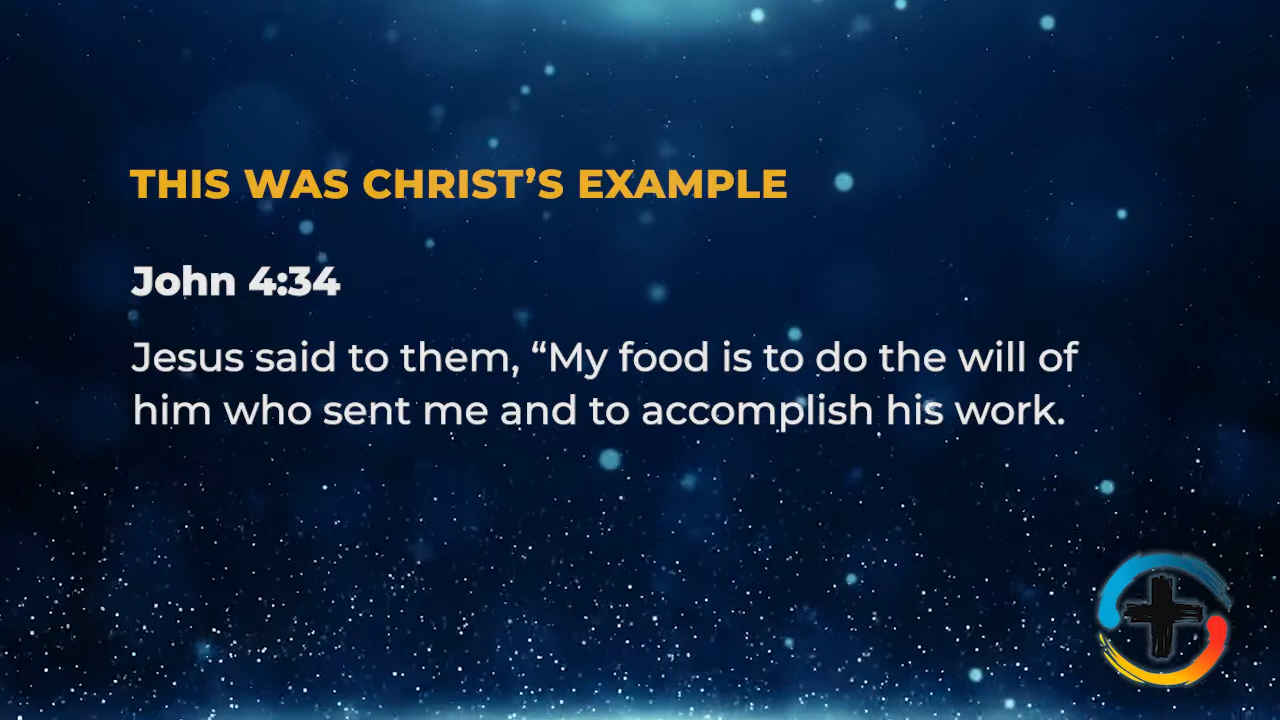 THIS WAS CHRIST’S EXAMPLE
John 4:34
Jesus said to them, “My food is to do the will of
him who sent me and to accomplish his work.